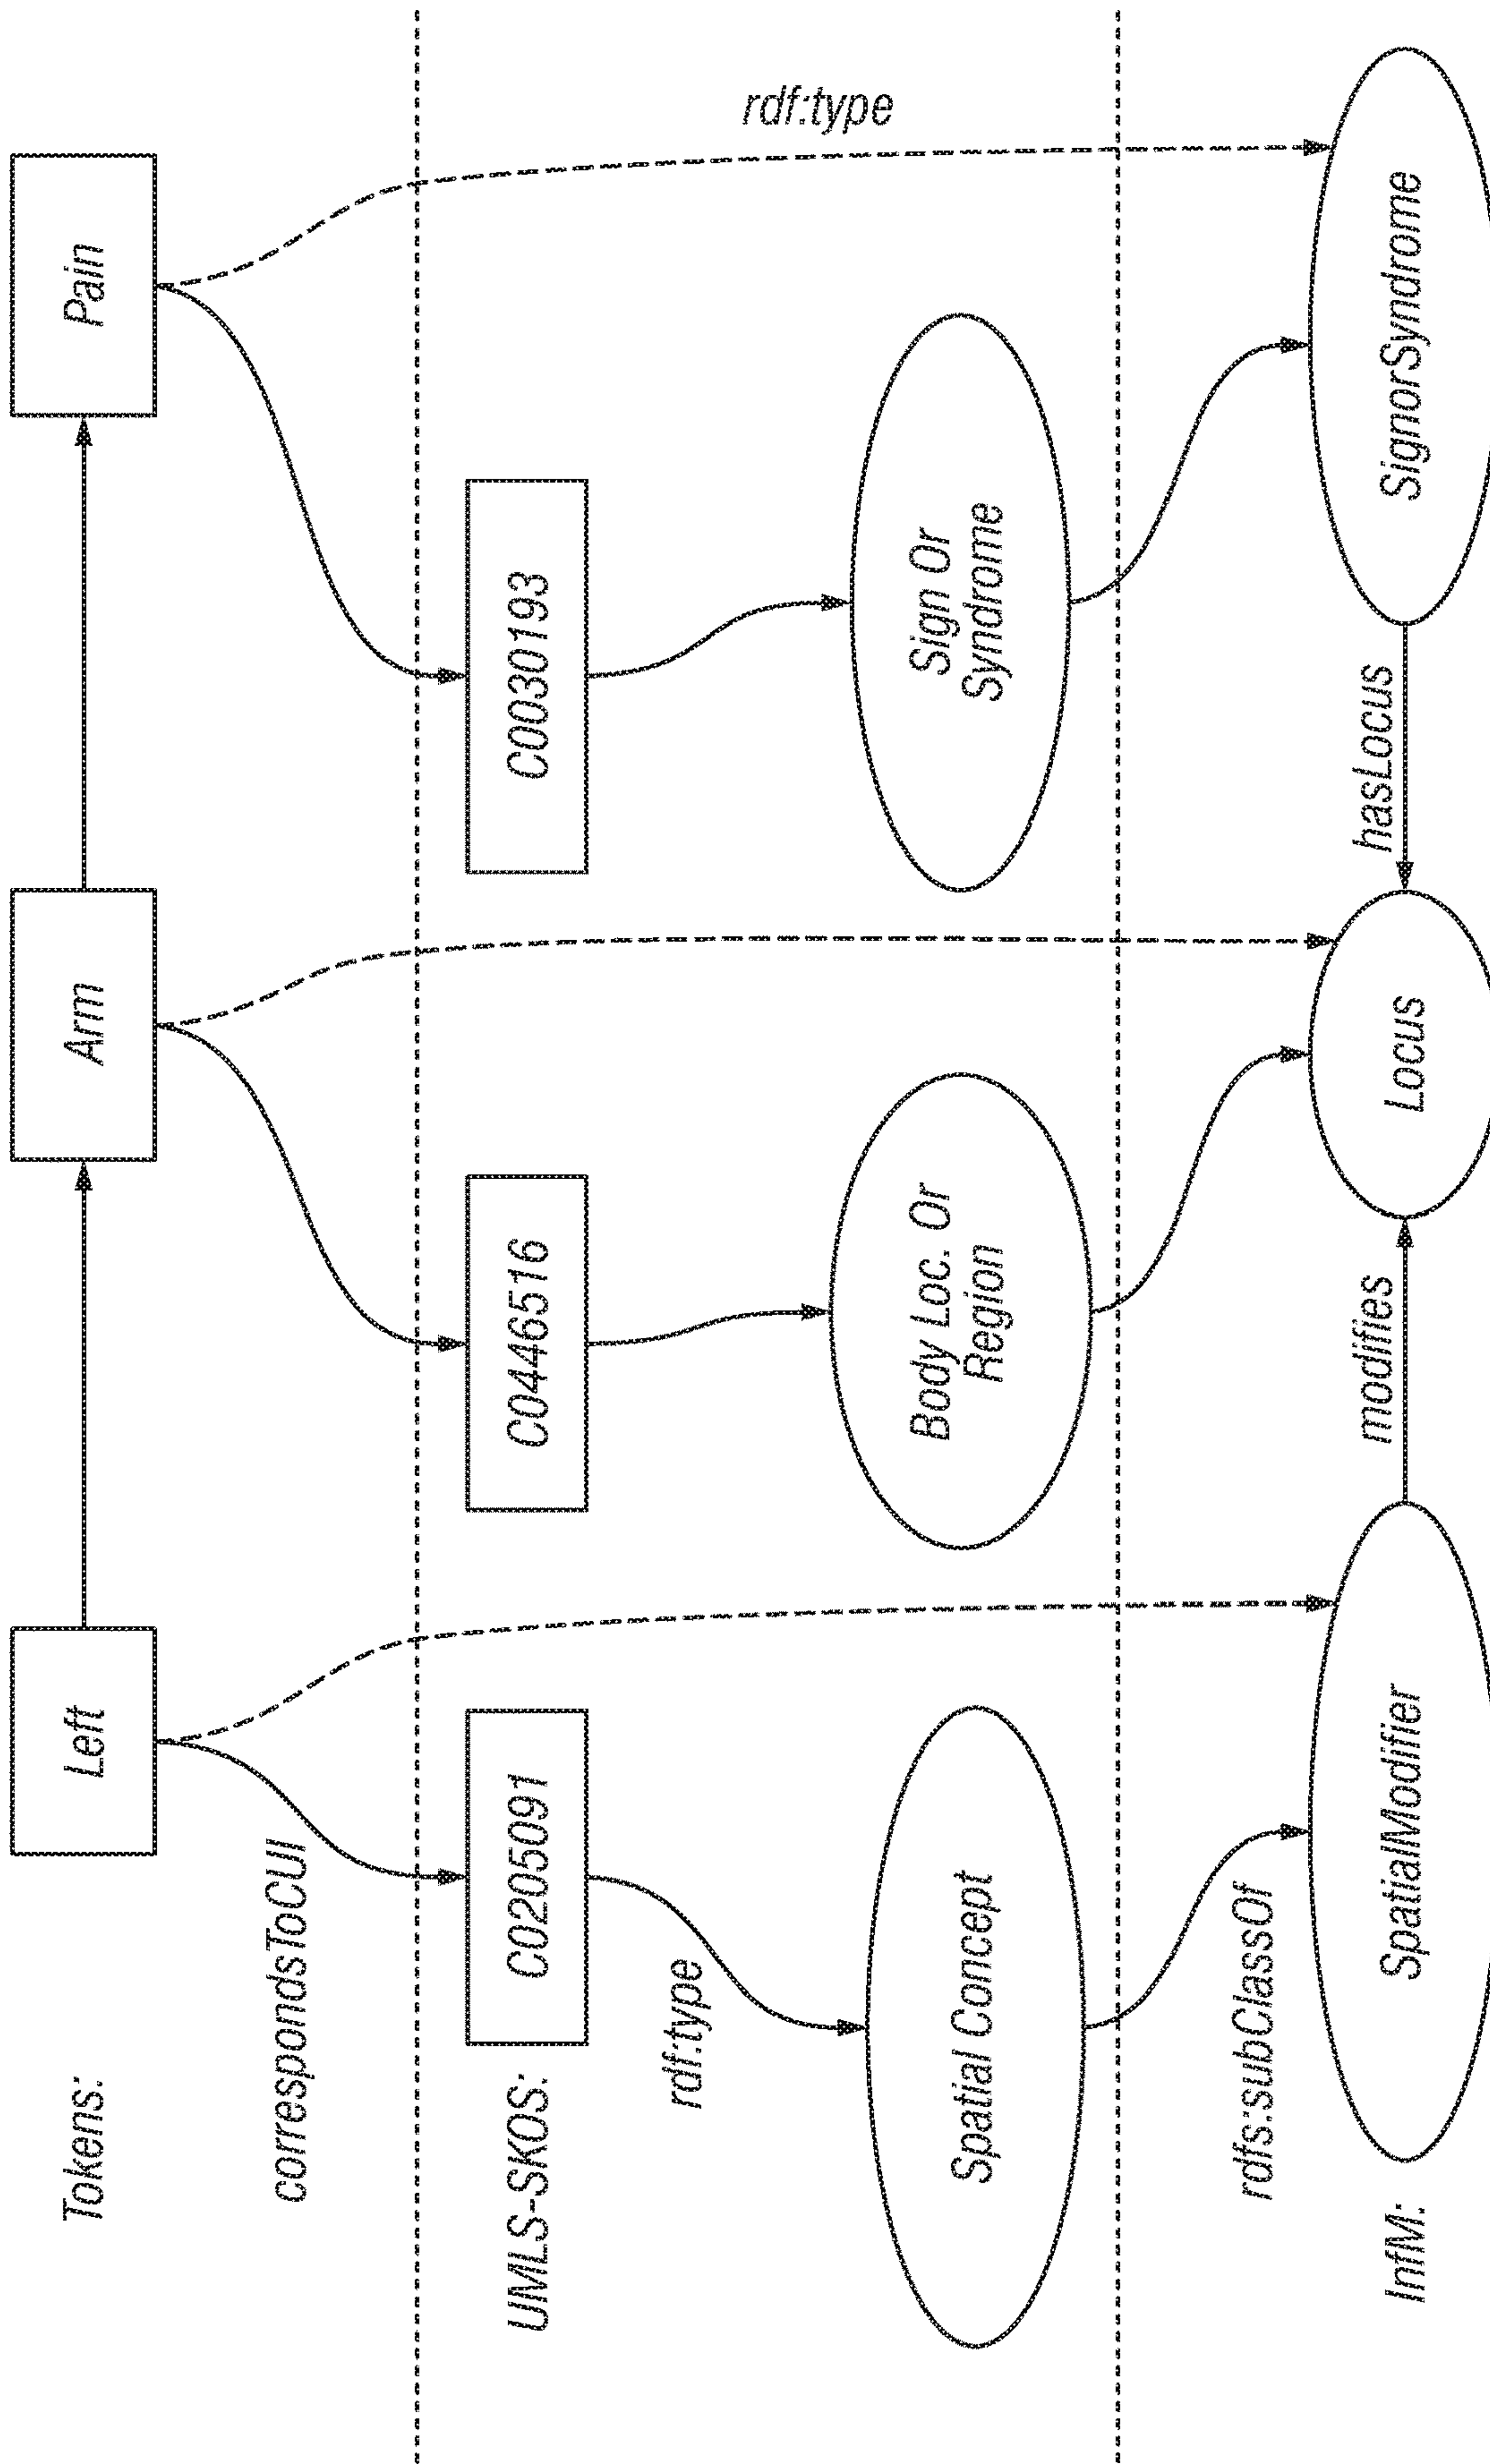 Tokens:
Left
Arm
Pain
correspondsToCUI
UMLS-SKOS:
C0205091
C0446516
C0030193
rdf:type
rdf:type
Spatial Concept
Body Loc. Or
Region
Sign Or
Syndrome
rdfs:subClassOf
InfM:
SpatialModifier
modifies
Locus
hasLocus
SignorSyndrome